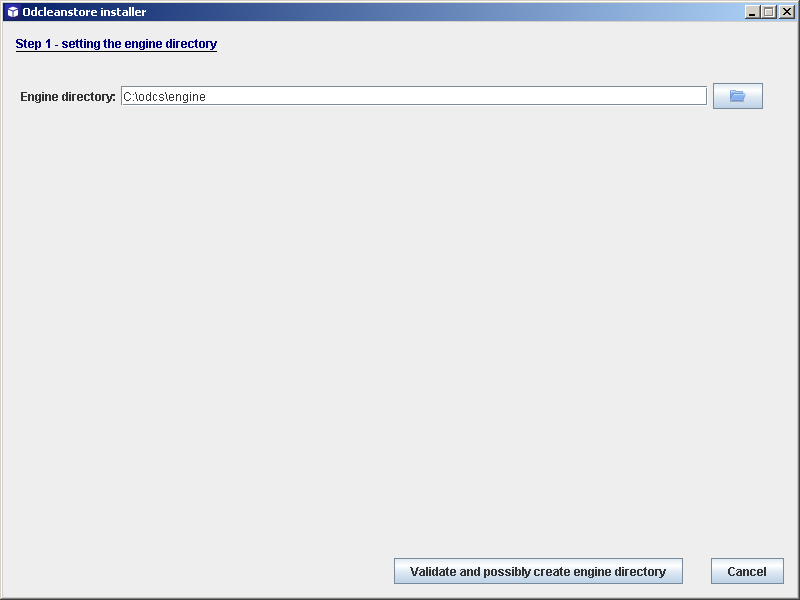 Odcleanstore installer
Step 1 - setting the engine directory
Engine directory: C:\odcs\engine
Validate and possibly create engine directory Cancel